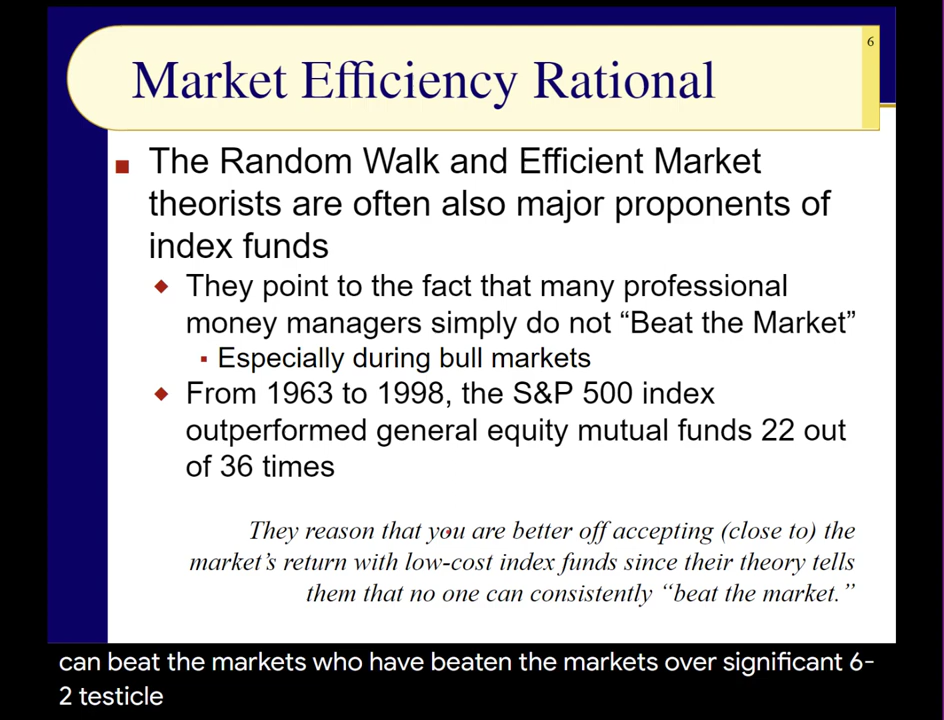 6
Market Efficiency Rational
The Random Walk and Efficient Market
theorists are often also major proponents of
index funds
They point to the fact that many professional
money managers simply do not “Beat the Market”
Especially during bull markets
From 1963 to 1998, the S&P 500 index
outperformed general equity mutual funds 22 out
of 36 times
They reason that you are better off accepting (close to) the
market’s return with low-cost index funds since their theory tells
them that no one can consistently “beat the market.”
can beat the markets who have beaten the markets over significant 6-
2 testicle